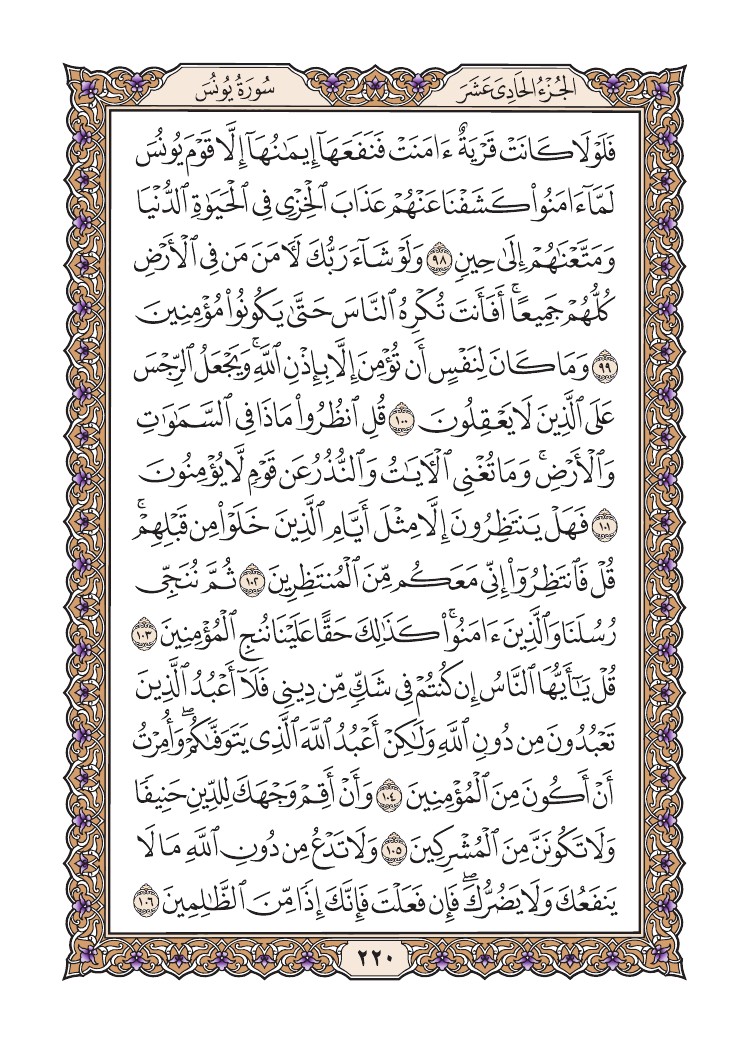 الجُزْءُ الحَادِىَ عَشَرَ
سُورَةُ يُونُسَ
فَلَوْلَا كَانَتْ قَرْيَةٌ ءَامَنَتْ فَنَفَعَهَآ إِيمَٰنُهَآ إِلَّا قَوْمَ يُونُسَ
لَمَّآ ءَامَنُوا۟ كَشَفْنَا عَنْهُمْ عَذَابَ ٱلْخِزْىِ فِى ٱلْحَيَوٰةِ ٱلدُّنْيَا
وَمَتَّعْنَٰهُمْ إِلَىٰ حِينٍ ٩٨ وَلَوْ شَآءَ رَبُّكَ لَـَٔامَنَ مَن فِى ٱلْأَرْضِ
كُلُّهُمْ جَمِيعًا ۚ أَفَأَنتَ تُكْرِهُ ٱلنَّاسَ حَتَّىٰ يَكُونُوا۟ مُؤْمِنِينَ
٩٩ وَمَا كَانَ لِنَفْسٍ أَن تُؤْمِنَ إِلَّا بِإِذْنِ ٱللَّهِ ۚ وَيَجْعَلُ ٱلرِّجْسَ
عَلَى ٱلَّذِينَ لَا يَعْقِلُونَ ١٠٠ قُلِ ٱنظُرُوا۟ مَاذَا فِى ٱلسَّمَٰوَٰتِ
وَٱلْأَرْضِ ۚ وَمَا تُغْنِى ٱلْـَٔايَٰتُ وَٱلنُّذُرُ عَن قَوْمٍ لَّا يُؤْمِنُونَ
١٠١ فَهَلْ يَنتَظِرُونَ إِلَّا مِثْلَ أَيَّامِ ٱلَّذِينَ خَلَوْا۟ مِن قَبْلِهِمْ ۚ
قُلْ فَٱنتَظِرُوٓا۟ إِنِّى مَعَكُم مِّنَ ٱلْمُنتَظِرِينَ ١٠٢ ثُمَّ نُنَجِّى
رُسُلَنَا وَٱلَّذِينَ ءَامَنُوا۟ ۚ كَذَٰلِكَ حَقًّا عَلَيْنَا نُنجِ ٱلْمُؤْمِنِينَ ١٠٣
قُلْ يَٰٓأَيُّهَا ٱلنَّاسُ إِن كُنتُمْ فِى شَكٍّ مِّن دِينِى فَلَآ أَعْبُدُ ٱلَّذِينَ
تَعْبُدُونَ مِن دُونِ ٱللَّهِ وَلَٰكِنْ أَعْبُدُ ٱللَّهَ ٱلَّذِى يَتَوَفَّىٰكُمْ ۖ وَأُمِرْتُ
أَنْ أَكُونَ مِنَ ٱلْمُؤْمِنِينَ ١٠٤ وَأَنْ أَقِمْ وَجْهَكَ لِلدِّينِ حَنِيفًا
وَلَا تَكُونَنَّ مِنَ ٱلْمُشْرِكِينَ ١٠٥ وَلَا تَدْعُ مِن دُونِ ٱللَّهِ مَا لَا
يَنفَعُكَ وَلَا يَضُرُّكَ ۖ فَإِن فَعَلْتَ فَإِنَّكَ إِذًا مِّنَ ٱلظَّٰلِمِينَ ١٠٦
٢٢٠